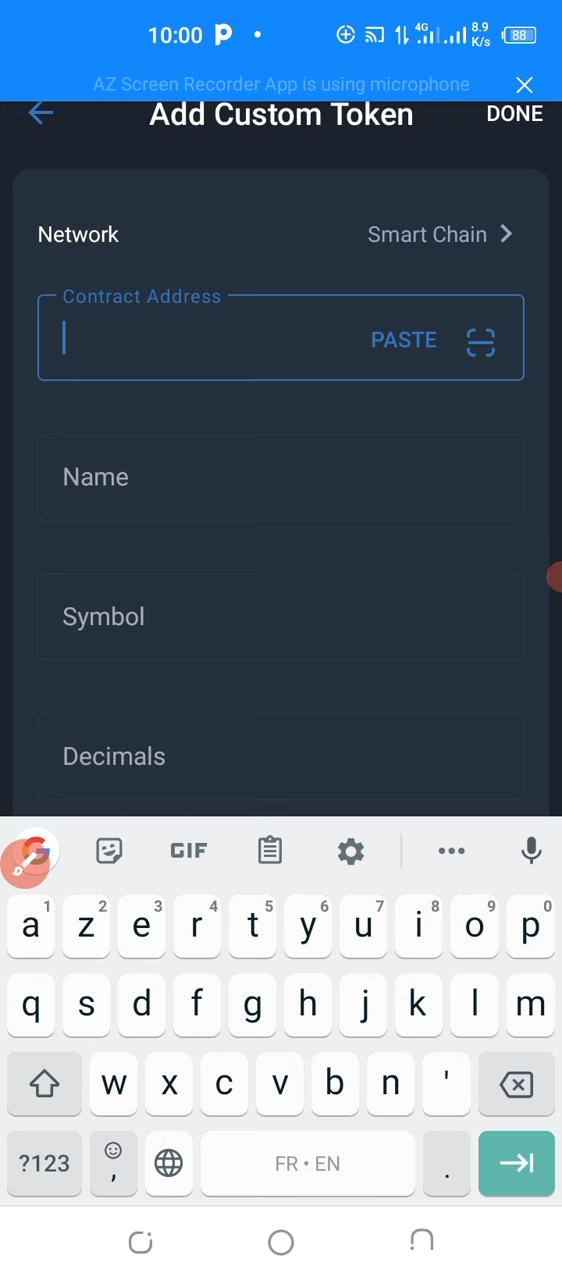 10:00 4G 8.9 K/s 88
AZ Screen Recorder App is using microphone
Add Custom Token DONE
Network Smart Chain
Contract Address
PASTE
Name
Symbol
Decimals
GIF
a 1 z 2 e 3 r 4 t 5 y 6 u 7 i 8 o 9 p 0
q s d f g h j k l m
w x c v b n '
?123 , FR • EN .